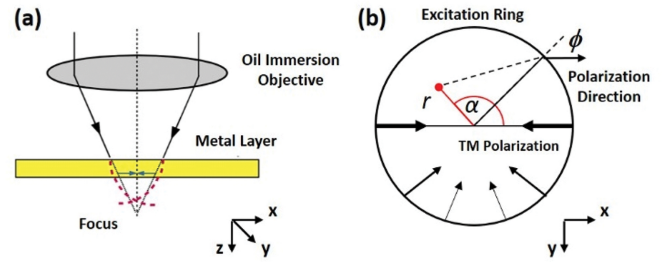 (a)
Oil Immersion
Objective
Metal Layer
Focus
x
y
z
(b)
Excitation Ring
ϕ
Polarization
Direction
r
α
TM Polarization
x
y